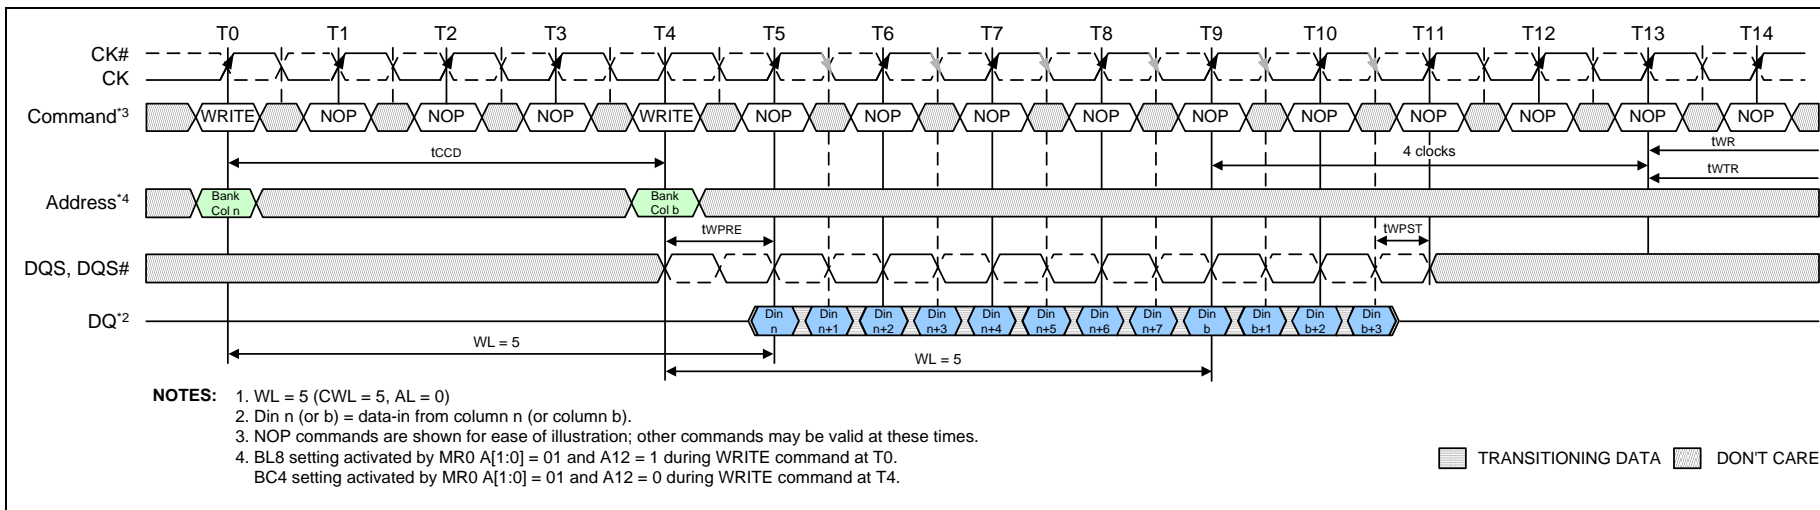 T0 T1 T2 T3 T4 T5 T6 T7 T8 T9 T10 T11 T12 T13 T14
CK#
CK
Command*3 WRITE NOP NOP NOP WRITE NOP NOP NOP NOP NOP NOP NOP NOP NOP NOP
tCCD 4 clocks tWR
tWTR
Address*4 Bank Col n Bank Col b
tWPRE tWPST
DQS, DQS#
DQ*2 Din n Din n+1 Din n+2 Din n+3 Din n+4 Din n+5 Din n+6 Din n+7 Din b Din b+1 Din b+2 Din b+3
WL = 5
WL = 5
NOTES: 1. WL = 5 (CWL = 5, AL = 0)
2. Din n (or b) = data-in from column n (or column b).
3. NOP commands are shown for ease of illustration; other commands may be valid at these times.
4. BL8 setting activated by MR0 A[1:0] = 01 and A12 = 1 during WRITE command at T0.
BC4 setting activated by MR0 A[1:0] = 01 and A12 = 0 during WRITE command at T4.
TRANSITIONING DATA DON'T CARE